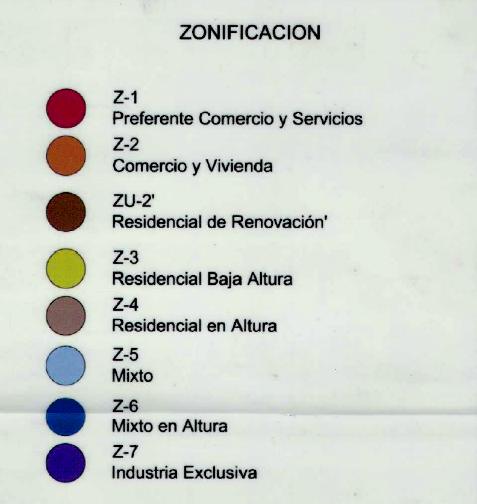 ZONIFICACION
Z-1
Preferente Comercio y Servicios
Z-2
Comercio y Vivienda
ZU-2'
Residencial de Renovación'
Z-3
Residencial Baja Altura
Z-4
Residencial en Altura
Z-5
Mixto
Z-6
Mixto en Altura
Z-7
Industria Exclusiva